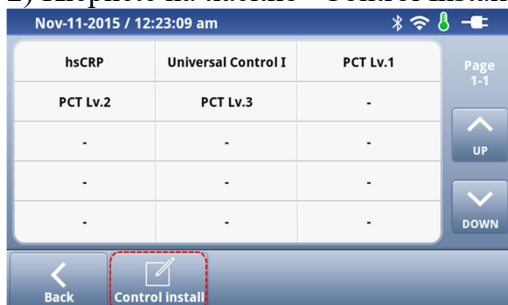 Nov-11-2015 / 12:23:09 am
hsCRP Universal Control I PCT Lv.1
PCT Lv.2 PCT Lv.3 -
- - -
- - -
- - -
Page
1-1
UP
DOWN
Back Control install